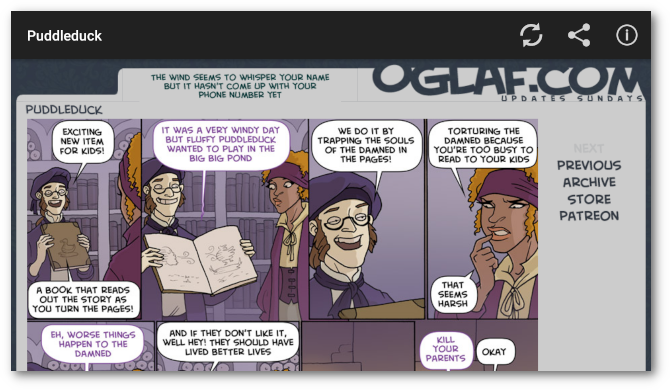 Puddleduck
THE WIND SEEMS TO WHISPER YOUR NAME
BUT IT HASN'T COME UP WITH YOUR
PHONE NUMBER YET
OGLAF.COM
UPDATES SUNDAYS
PUDDLEDUCK
EXCITING
NEW ITEM
FOR KIDS!
A BOOK THAT READS
OUT THE STORY AS
YOU TURN THE PAGES!
IT WAS A VERY WINDY DAY
BUT FLUFFY PUDDLEDUCK
WANTED TO PLAY IN THE
BIG BIG POND
WE DO IT BY
TRAPPING THE SOULS
OF THE DAMNED IN
THE PAGES!
TORTURING THE
DAMNED BECAUSE
YOU'RE TOO BUSY TO
READ TO YOUR KIDS
THAT
SEEMS
HARSH
NEXT
PREVIOUS
ARCHIVE
STORE
PATREON
EH, WORSE THINGS
HAPPEN TO THE
DAMNED
AND IF THEY DON'T LIKE IT,
WELL HEY! THEY SHOULD
HAVE LIVED BETTER LIVES
KILL
YOUR
PARENTS
OKAY